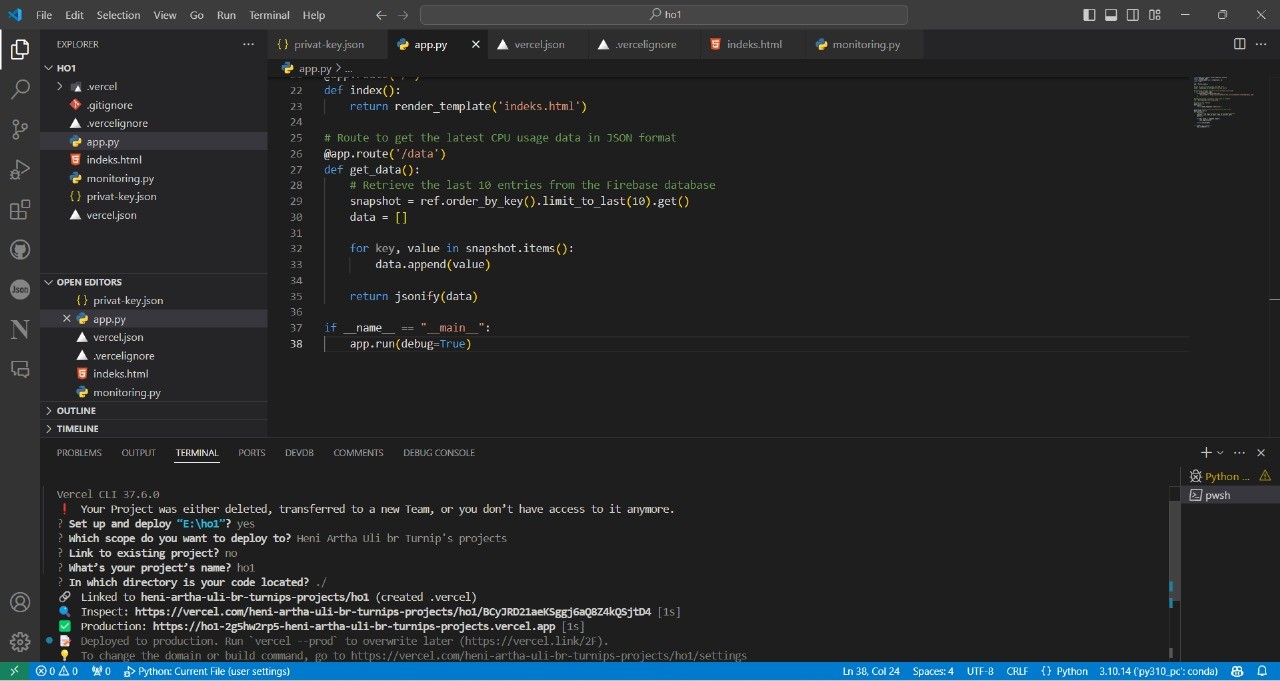 File Edit Selection View Go Run Terminal Help
ho1
EXPLORER
HO1
.vercel
.gitignore
.vercelignore
app.py
indeks.html
monitoring.py
private-key.json
vercel.json
OPEN EDITORS
privat-key.json
app.py
vercel.json
.vercelignore
indeks.html
monitoring.py
OUTLINE
TIMELINE
privat-key.json app.py vercel.json .vercelignore indeks.html monitoring.py
app.py > ...
22 def index():
23 return render_template('indeks.html')
24
25 # Route to get the latest CPU usage data in JSON format
26 @app.route('/data')
27 def get_data():
28 # Retrieve the last 10 entries from the Firebase database
29 snapshot = ref.order_by_key().limit_to_last(10).get()
30 data = []
31
32 for key, value in snapshot.items():
33 data.append(value)
34
35 return jsonify(data)
36
37 if __name__ == "__main__":
38 app.run(debug=True)
PROBLEMS OUTPUT TERMINAL PORTS DEVDB COMMENTS DEBUG CONSOLE
Python ...
pwsh
Vercel CLI 37.6.0
❗ Your Project was either deleted, transferred to a new Team, or you don’t have access to it anymore.
? Set up and deploy “E:\ho1”? yes
? Which scope do you want to deploy to? Heni Artha Uli br Turnip's projects
? Link to existing project? no
? What’s your project’s name? ho1
? In which directory is your code located? ./
🔗 Linked to heni-artha-uli-br-turnips-projects/ho1 (created .vercel)
🔍 Inspect: https://vercel.com/heni-artha-uli-br-turnips-projects/ho1/BCyJRD21aeKSggj6aQ8Z4kQSjtD4 [1s]
✅ Production: https://ho1-2g5hw2rp5-heni-artha-uli-br-turnips-projects.vercel.app [1s]
📝 Deployed to production. Run `vercel --prod` to overwrite later (https://vercel.link/2F).
💡 To change the domain or build command, go to https://vercel.com/heni-artha-uli-br-turnips-projects/ho1/settings
0 0 0 Python: Current File (user settings) Ln 38, Col 24 Spaces: 4 UTF-8 CRLF Python 3.10.14 ('py310_pc': conda)
Json